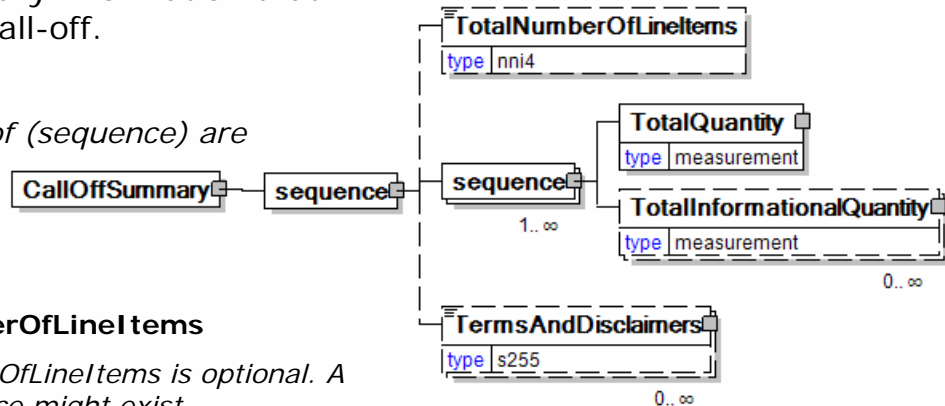 all-off.
TotalNumberOfLineItems
type nni4
of (sequence) are
TotalQuantity
type measurement
CallOffSummary
sequence
sequence
1.. ∞
TotalInformationalQuantity
type measurement
0.. ∞
erOfLineItems
TermsAndDisclaimers
type s255
OfLineItems is optional. A
0.. ∞